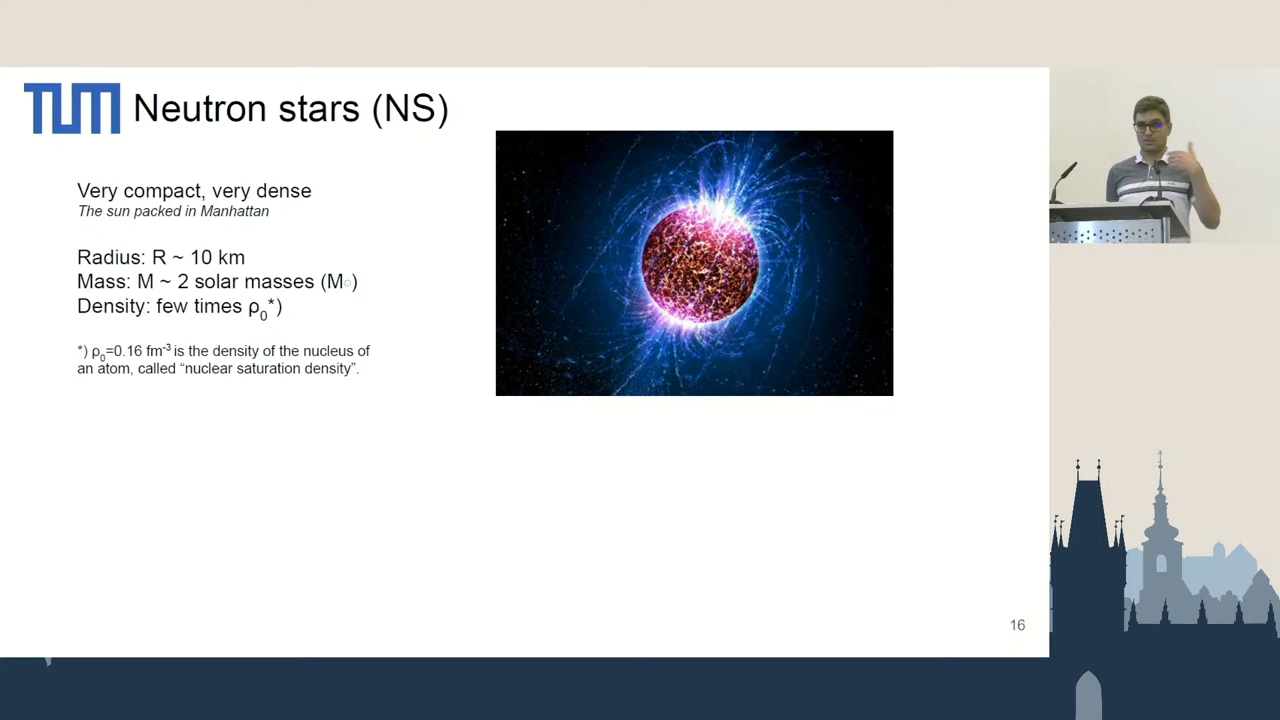 TUM Neutron stars (NS)
Very compact, very dense
The sun packed in Manhattan
Radius: R ~ 10 km
Mass: M ~ 2 solar masses (M○)
Density: few times ρ₀*)
*) ρ₀=0.16 fm⁻³ is the density of the nucleus of
an atom, called “nuclear saturation density”.
16